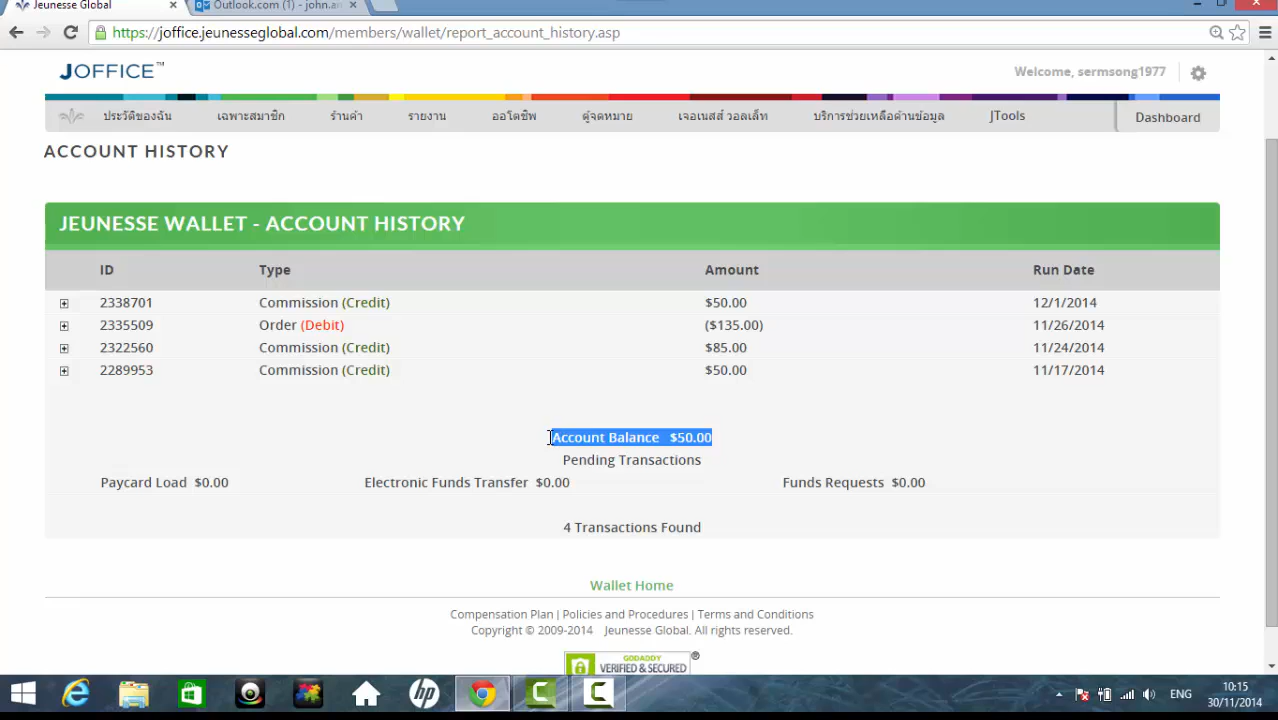 Jeunesse Global
Outlook.com (1) - john.an
https://joffice.jeunesseglobal.com/members/wallet/report_account_history.asp
JOFFICE™
Welcome, sermsong1977
ประวัติของฉัน เฉพาะสมาชิก ร้านค้า รายงาน ออโตชิพ ตู้จดหมาย เจอเนสส์ วอลเล็ท บริการช่วยเหลือด้านข้อมูล JTools Dashboard
ACCOUNT HISTORY
JEUNESSE WALLET - ACCOUNT HISTORY
ID Type Amount Run Date
2338701 Commission (Credit) $50.00 12/1/2014
2335509 Order (Debit) ($135.00) 11/26/2014
2322560 Commission (Credit) $85.00 11/24/2014
2289953 Commission (Credit) $50.00 11/17/2014
Account Balance $50.00
Pending Transactions
Paycard Load $0.00 Electronic Funds Transfer $0.00 Funds Requests $0.00
4 Transactions Found
Wallet Home
Compensation Plan | Policies and Procedures | Terms and Conditions
Copyright © 2009-2014 Jeunesse Global. All rights reserved.
GODADDY
VERIFIED & SECURED ®
hp
ENG
10:15
30/11/2014